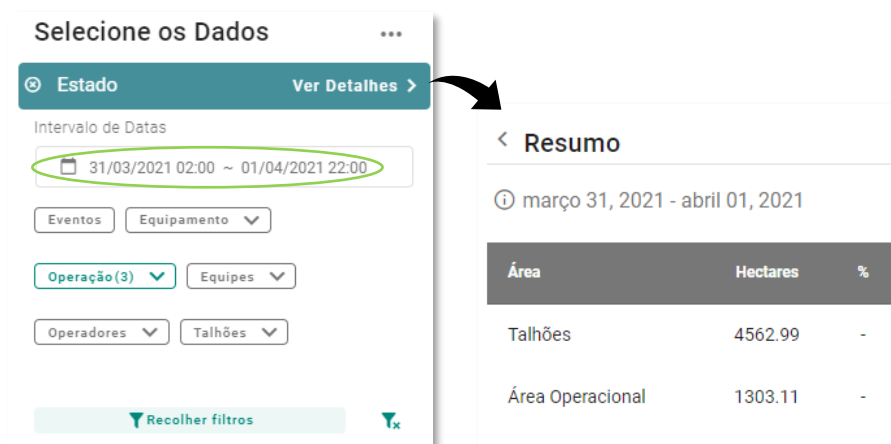 Selecione os Dados
Estado Ver Detalhes
Intervalo de Datas
31/03/2021 02:00 ~ 01/04/2021 22:00
Eventos Equipamento
Operação(3) Equipes
Operadores Talhões
Recolher filtros
Resumo
março 31, 2021 - abril 01, 2021
Área Hectares %
Talhões 4562.99 -
Área Operacional 1303.11 -